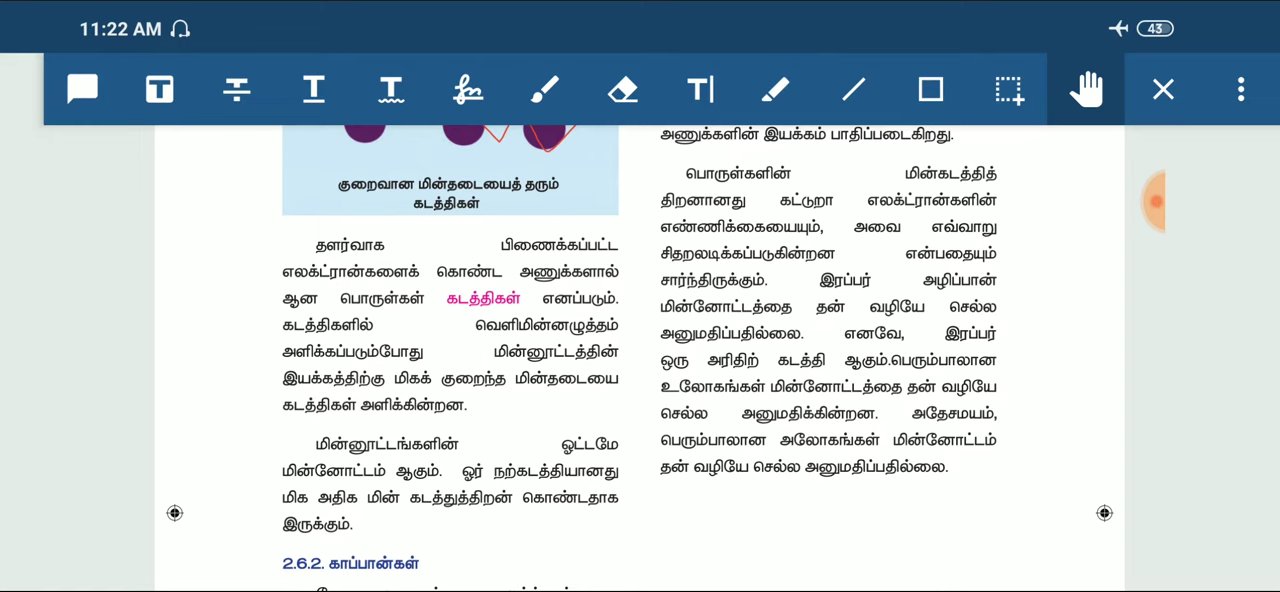 11:22 AM
43
குறைவான மின்தடையைத் தரும்
கடத்திகள்
தளர்வாக பிணைக்கப்பட்ட
எலக்ட்ரான்களைக் கொண்ட அணுக்களால்
ஆன பொருள்கள் கடத்திகள் எனப்படும்.
கடத்திகளில் வெளிமின்னழுத்தம்
அளிக்கப்படும்போது மின்னூட்டத்தின்
இயக்கத்திற்கு மிகக் குறைந்த மின்தடையை
கடத்திகள் அளிக்கின்றன.
மின்னூட்டங்களின் ஓட்டமே
மின்னோட்டம் ஆகும். ஓர் நற்கடத்தியானது
மிக அதிக மின் கடத்துத்திறன் கொண்டதாக
இருக்கும்.
2.6.2. காப்பான்கள்
அணுக்களின் இயக்கம் பாதிப்படைகிறது.
பொருள்களின் மின்கடத்தித்
திறனானது கட்டுறா எலக்ட்ரான்களின்
எண்ணிக்கையையும், அவை எவ்வாறு
சிதறலடிக்கப்படுகின்றன என்பதையும்
சார்ந்திருக்கும். இரப்பர் அழிப்பான்
மின்னோட்டத்தை தன் வழியே செல்ல
அனுமதிப்பதில்லை. எனவே, இரப்பர்
ஒரு அரிதிற் கடத்தி ஆகும்.பெரும்பாலான
உலோகங்கள் மின்னோட்டத்தை தன் வழியே
செல்ல அனுமதிக்கின்றன. அதேசமயம்,
பெரும்பாலான அலோகங்கள் மின்னோட்டம்
தன் வழியே செல்ல அனுமதிப்பதில்லை.